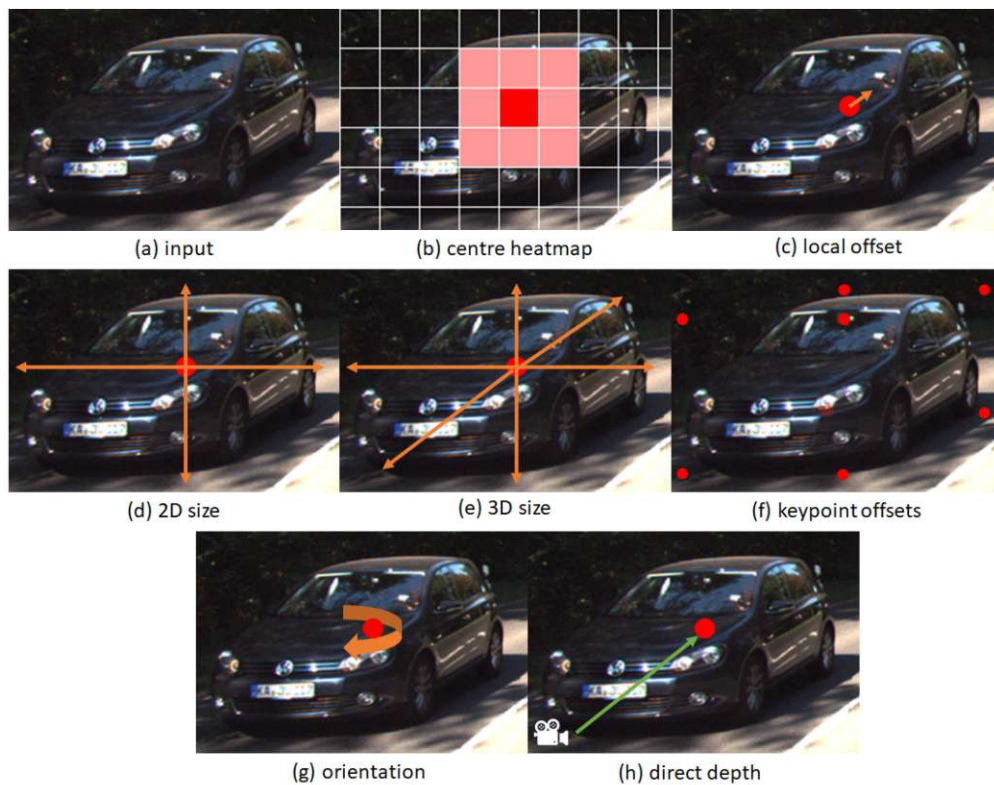 (a) input
(b) centre heatmap
(c) local offset
(d) 2D size
(e) 3D size
(f) keypoint offsets
(g) orientation
(h) direct depth